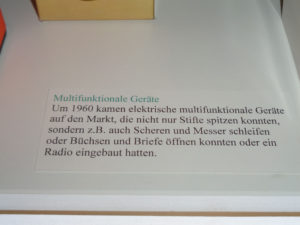 Multifunktionale Geräte
Um 1960 kamen elektrische multifunktionale Geräte
auf den Markt, die nicht nur Stifte spitzen konnten,
sondern z.B. auch Scheren und Messer schleifen
oder Büchsen und Briefe öffnen konnten oder ein
Radio eingebaut hatten.